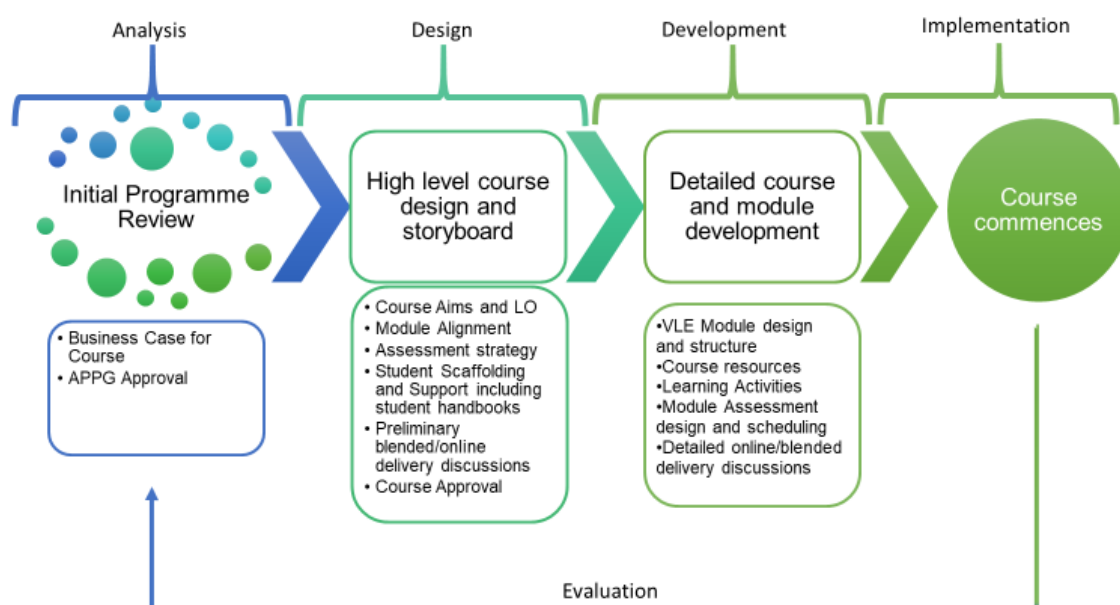 Analysis
Design
Development
Implementation
Initial Programme
Review
High level course
design and
storyboard
Detailed course
and module
development
Course
commences
• Business Case for
Course
• APPG Approval
• Course Aims and LO
• Module Alignment
• Assessment strategy
• Student Scaffolding
and Support including
student handbooks
• Preliminary
blended/online
delivery discussions
• Course Approval
•VLE Module design
and structure
•Course resources
•Learning Activities
•Module Assessment
design and scheduling
•Detailed online/blended
delivery discussions
Evaluation